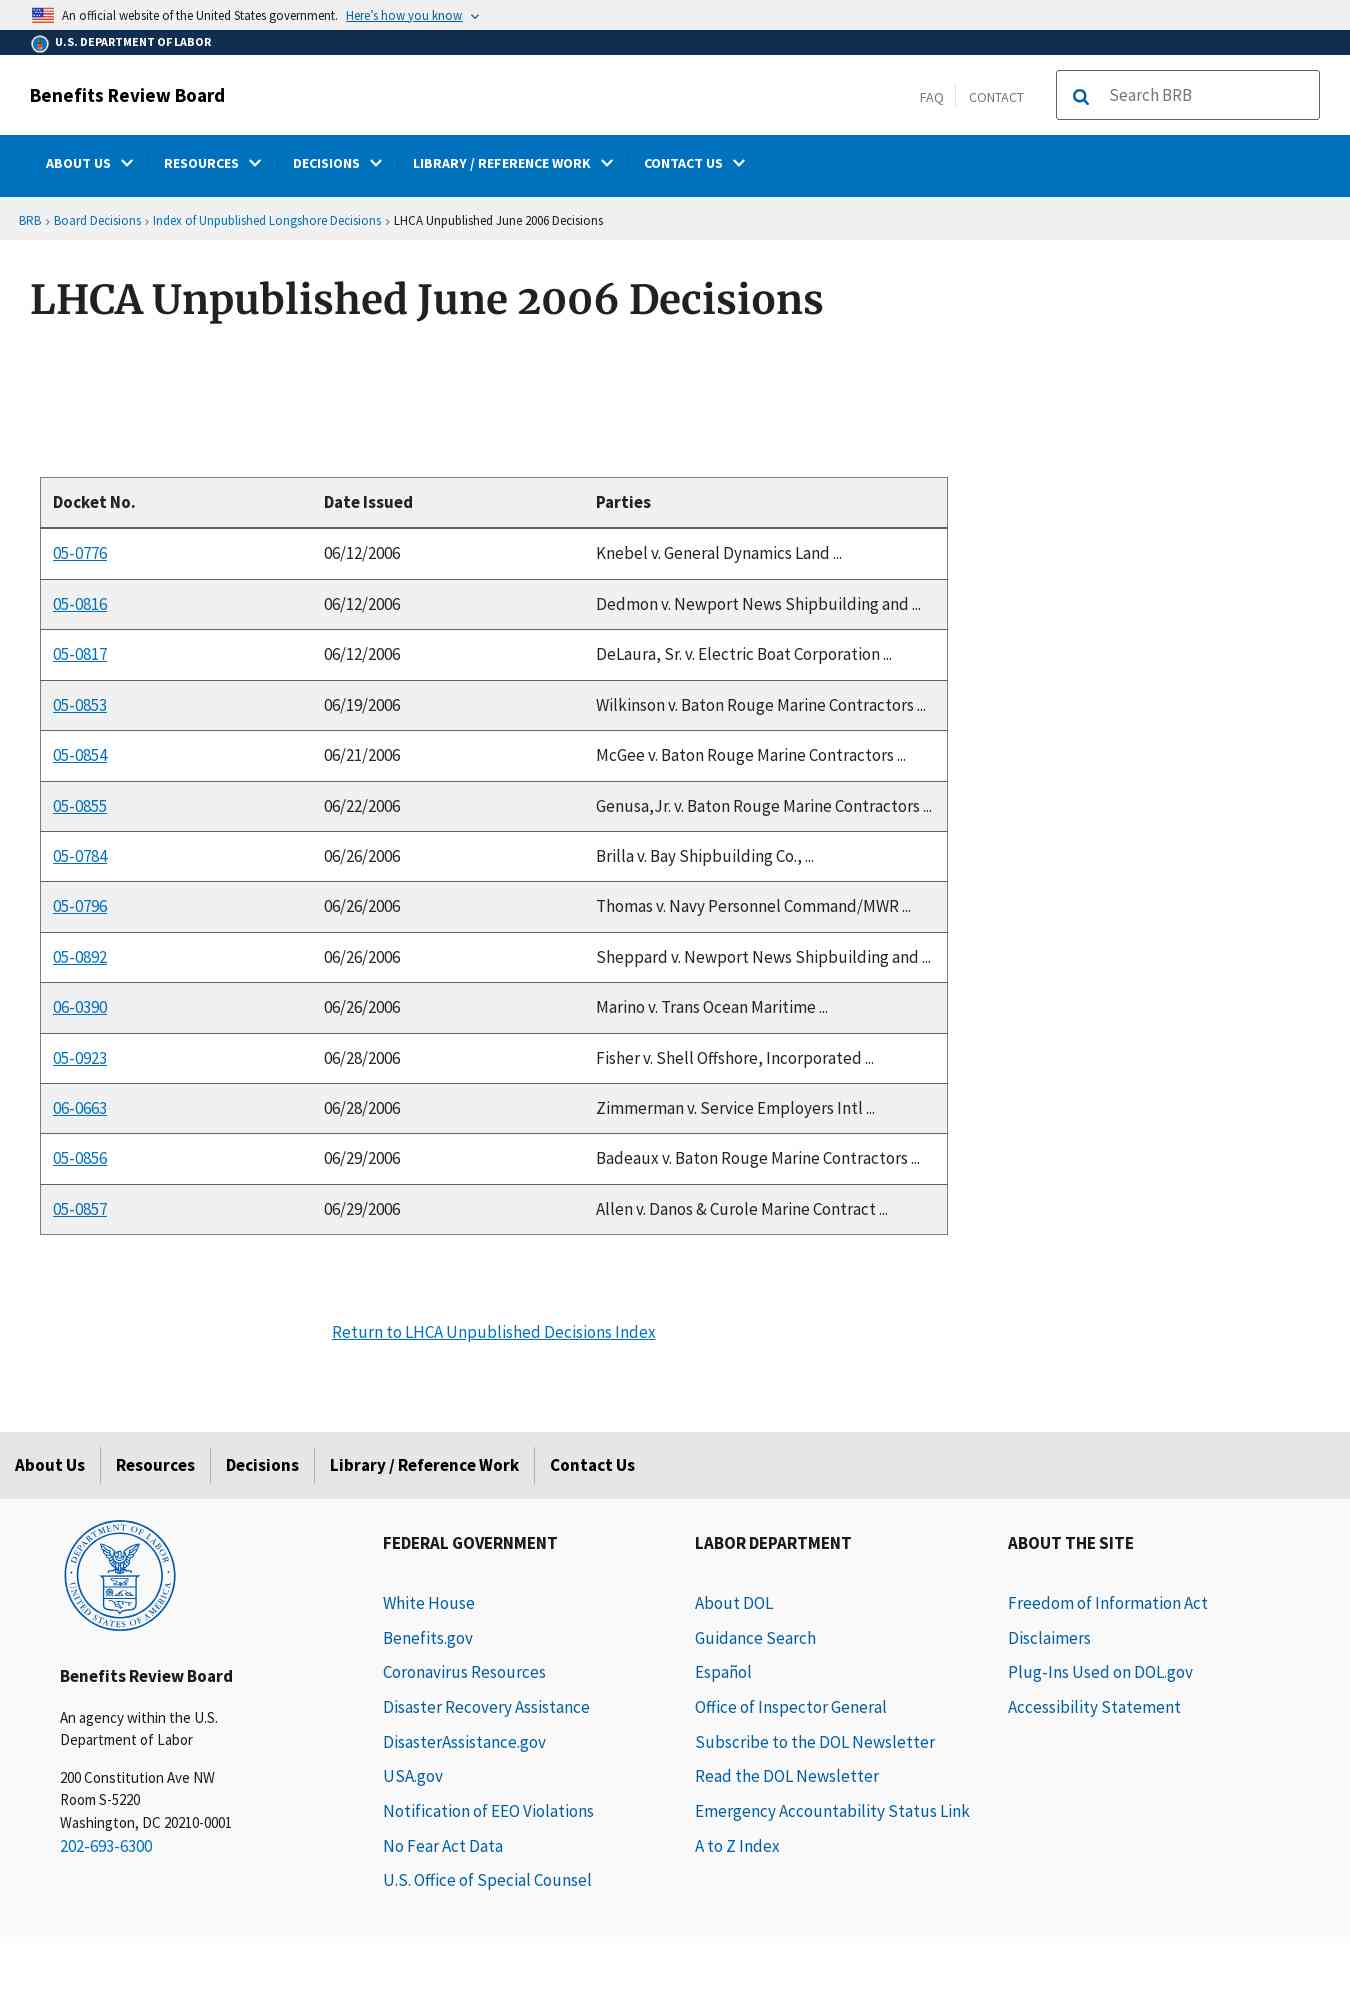 An official website of the United States government. Here's how you know
U.S. DEPARTMENT OF LABOR
Benefits Review Board
FAQ
CONTACT
Search BRB
ABOUT US RESOURCES DECISIONS LIBRARY / REFERENCE WORK CONTACT US
BRB › Board Decisions › Index of Unpublished Longshore Decisions › LHCA Unpublished June 2006 Decisions
LHCA Unpublished June 2006 Decisions
Docket No. Date Issued Parties
05-0776 06/12/2006 Knebel v. General Dynamics Land ...
05-0816 06/12/2006 Dedmon v. Newport News Shipbuilding and ...
05-0817 06/12/2006 DeLaura, Sr. v. Electric Boat Corporation ...
05-0853 06/19/2006 Wilkinson v. Baton Rouge Marine Contractors ...
05-0854 06/21/2006 McGee v. Baton Rouge Marine Contractors ...
05-0855 06/22/2006 Genusa,Jr. v. Baton Rouge Marine Contractors ...
05-0784 06/26/2006 Brilla v. Bay Shipbuilding Co., ...
05-0796 06/26/2006 Thomas v. Navy Personnel Command/MWR ...
05-0892 06/26/2006 Sheppard v. Newport News Shipbuilding and ...
06-0390 06/26/2006 Marino v. Trans Ocean Maritime ...
05-0923 06/28/2006 Fisher v. Shell Offshore, Incorporated ...
06-0663 06/28/2006 Zimmerman v. Service Employers Intl ...
05-0856 06/29/2006 Badeaux v. Baton Rouge Marine Contractors ...
05-0857 06/29/2006 Allen v. Danos & Curole Marine Contract ...
Return to LHCA Unpublished Decisions Index
About Us Resources Decisions Library / Reference Work Contact Us
DEPARTMENT OF LABOR
UNITED STATES OF AMERICA
Benefits Review Board
An agency within the U.S.
Department of Labor
200 Constitution Ave NW
Room S-5220
Washington, DC 20210-0001
202-693-6300
FEDERAL GOVERNMENT
White House
Benefits.gov
Coronavirus Resources
Disaster Recovery Assistance
DisasterAssistance.gov
USA.gov
Notification of EEO Violations
No Fear Act Data
U.S. Office of Special Counsel
LABOR DEPARTMENT
About DOL
Guidance Search
Español
Office of Inspector General
Subscribe to the DOL Newsletter
Read the DOL Newsletter
Emergency Accountability Status Link
A to Z Index
ABOUT THE SITE
Freedom of Information Act
Disclaimers
Plug-Ins Used on DOL.gov
Accessibility Statement